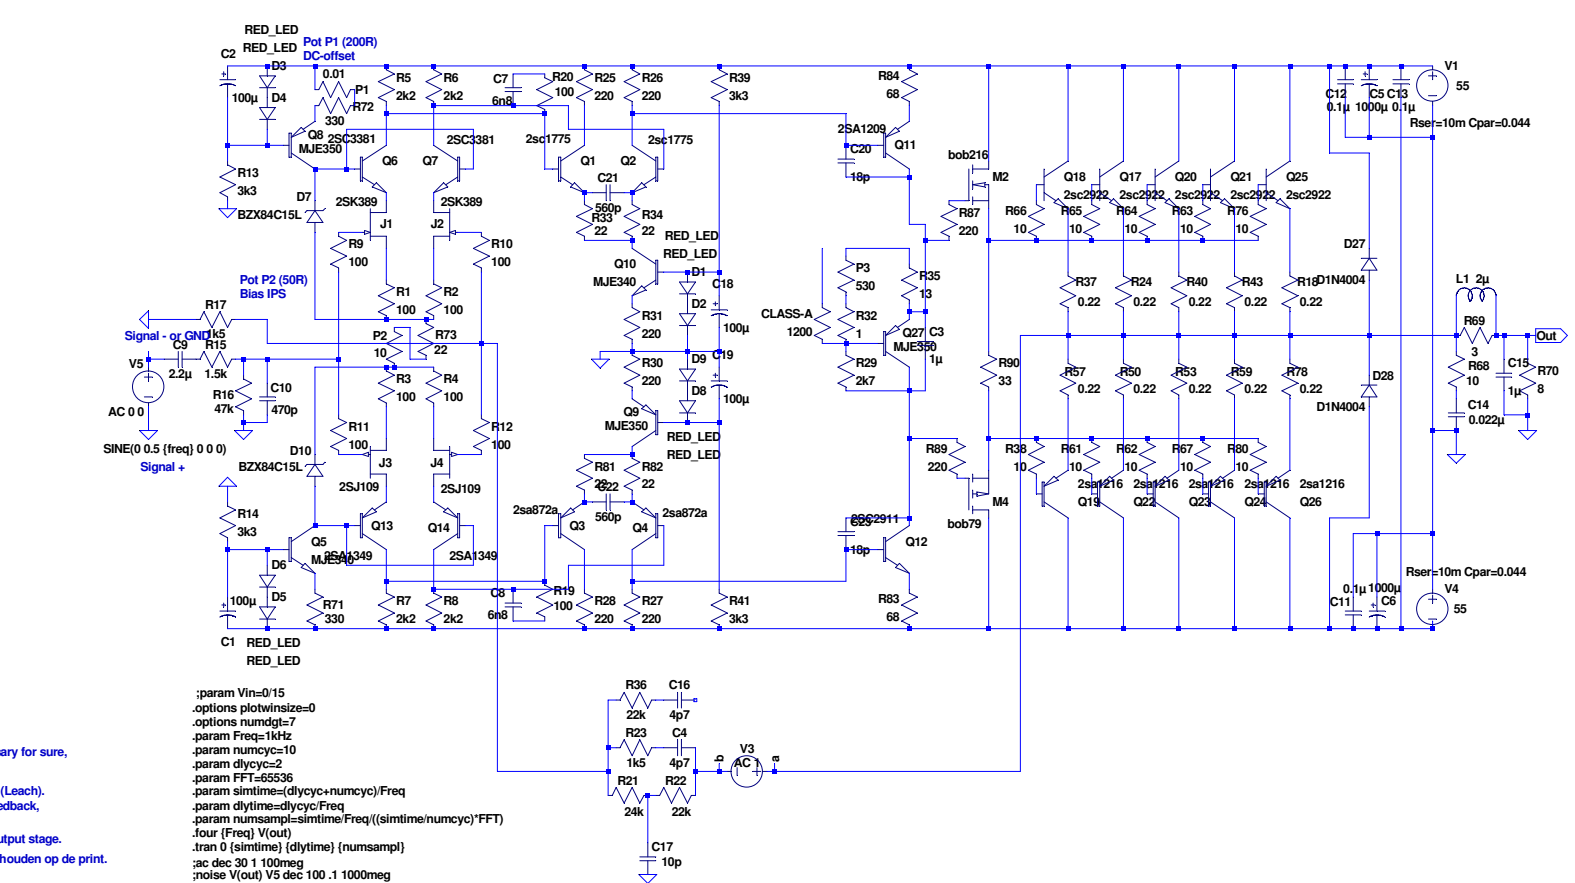 RED_LED
RED_LED
Pot P1 (200R)
DC-offset
C2
100µ
D3
D4
0.01
P1
R72
330
R5
2k2
R6
2k2
C7
6n8
R20
100
R25
220
R26
220
R39
3k3
R84
68
V1
55
C12
0.1µ
C5
1000µ
C13
0.1µ
Rser=10m Cpar=0.044
Q8
MJE350
2SC3381
Q6
Q7
2SC3381
2sc1775
Q1
Q2
2sc1775
2SA1209
Q11
C20
18p
bob216
M2
Q18
2sc2922
Q17
2sc2922
Q20
2sc2922
Q21
2sc2922
Q25
2sc2922
R13
3k3
D7
BZX84C15L
2SK389
J1
2SK389
J2
C21
560p
R33
22
R34
22
R87
220
R66
10
R65
10
R64
10
R63
10
R76
10
R9
100
R10
100
RED_LED
RED_LED
Q10
MJE340
D1
D2
C18
100µ
P3
530
R35
13
D27
D1N4004
Pot P2 (50R)
Bias IPS
R1
100
R2
100
R31
220
CLASS-A
1200
R32
1
Q27
MJE350
C3
1µ
R37
0.22
R24
0.22
R40
0.22
R43
0.22
R18
0.22
L1 2µ
R69
3
Out
R17
1k5
Signal - or GND
P2
10
R73
22
C9
2.2µ
R15
1.5k
V5
AC 0 0
SINE(0 0.5 {freq} 0 0 0)
Signal +
R16
47k
C10
470p
R3
100
R4
100
R30
220
D9
D8
C19
100µ
R29
2k7
R90
33
R57
0.22
R50
0.22
R53
0.22
R59
0.22
R78
0.22
D28
D1N4004
R68
10
C15
1µ
R70
8
C14
0.022µ
R11
100
R12
100
Q9
MJE350
RED_LED
RED_LED
D10
BZX84C15L
J3
2SJ109
J4
2SJ109
R81
22
R82
22
C22
560p
R89
220
M4
bob79
R38
10
R61
10
R62
10
R67
10
R80
10
2sa1216
Q19
2sa1216
Q22
2sa1216
Q23
2sa1216
Q24
2sa1216
Q26
R14
3k3
Q5
MJE340
Q13
2SA1349
Q14
2SA1349
2sa872a
Q3
Q4
2sa872a
2SC2911
C23
18p
Q12
D6
D5
100µ
C1
RED_LED
RED_LED
R71
330
R7
2k2
R8
2k2
C8
6n8
R19
100
R28
220
R27
220
R41
3k3
R83
68
Rser=10m Cpar=0.044
V4
55
0.1µ
C11
1000µ
C6
R36
22k
C16
4p7
R23
1k5
C4
4p7
R21
24k
R22
22k
C17
10p
b
V3
AC 1
a
;param Vin=0/15
.options plotwinsize=0
.options numdgt=7
.param Freq=1kHz
.param numcyc=10
.param dlycyc=2
.param FFT=65536
.param simtime=(dlycyc+numcyc)/Freq
.param dlytime=dlycyc/Freq
.param numsampl=simtime/Freq/((simtime/numcyc)*FFT)
.four {Freq} V(out)
.tran 0 {simtime} {dlytime} {numsampl}
;ac dec 30 1 100meg
;noise V(out) V5 dec 100 .1 1000meg
ary for sure,
(Leach).
edback,
utput stage.
houden op de print.